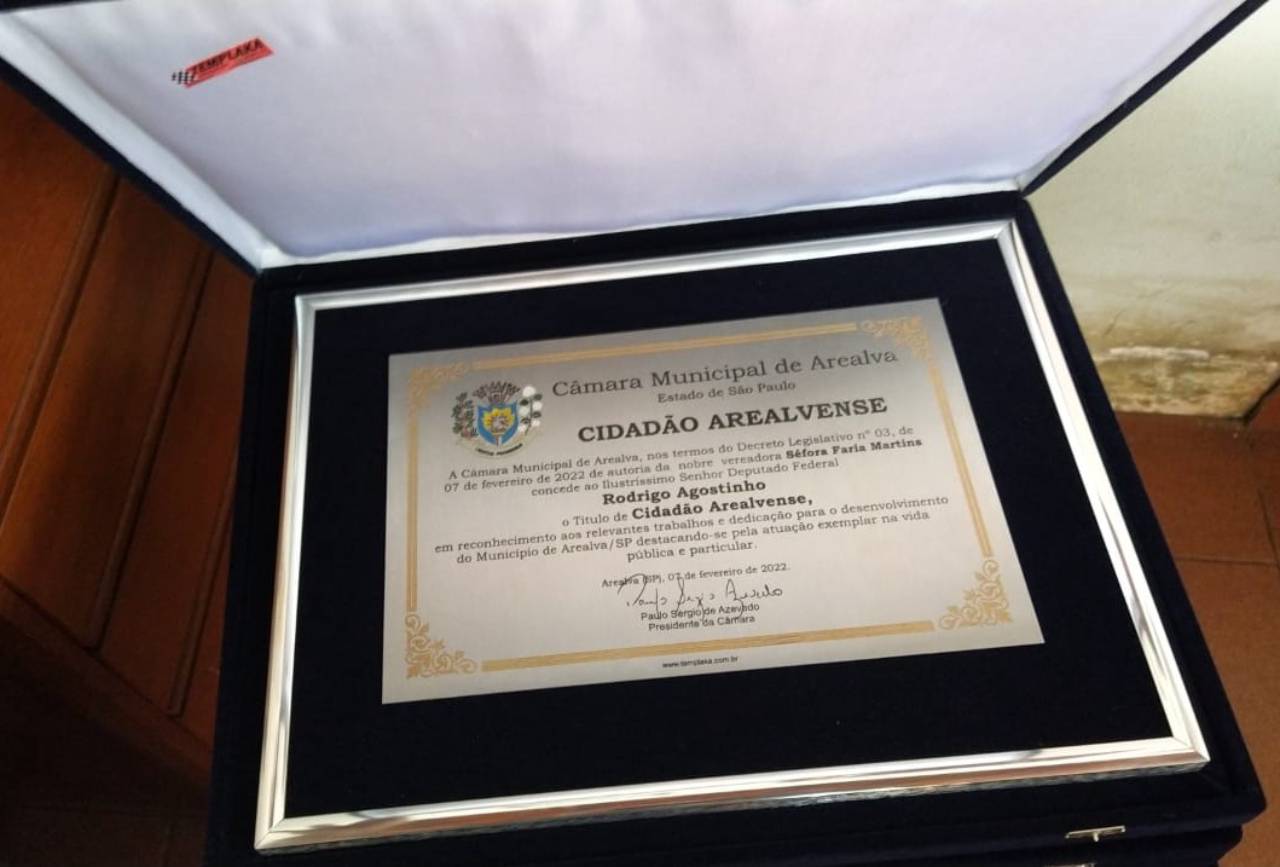 TEMPLAKA
Câmara Municipal de Arealva
Estado de São Paulo
CIDADÃO AREALVENSE
A Câmara Municipal de Arealva, nos termos do Decreto Legislativo nº 03, de
07 de fevereiro de 2022 de autoria da nobre vereadora Séfora Faria Martins
concede ao Ilustríssimo Senhor Deputado Federal
Rodrigo Agostinho
o Titulo de Cidadão Arealvense,
em reconhecimento aos relevantes trabalhos e dedicação para o desenvolvimento
do Município de Arealva/SP destacando-se pela atuação exemplar na vida
pública e particular.
Arealva (SP), 07 de fevereiro de 2022.
Paulo Sergio Azevedo
Paulo Sergio de Azevedo
Presidente da Câmara
www.templaka.com.br